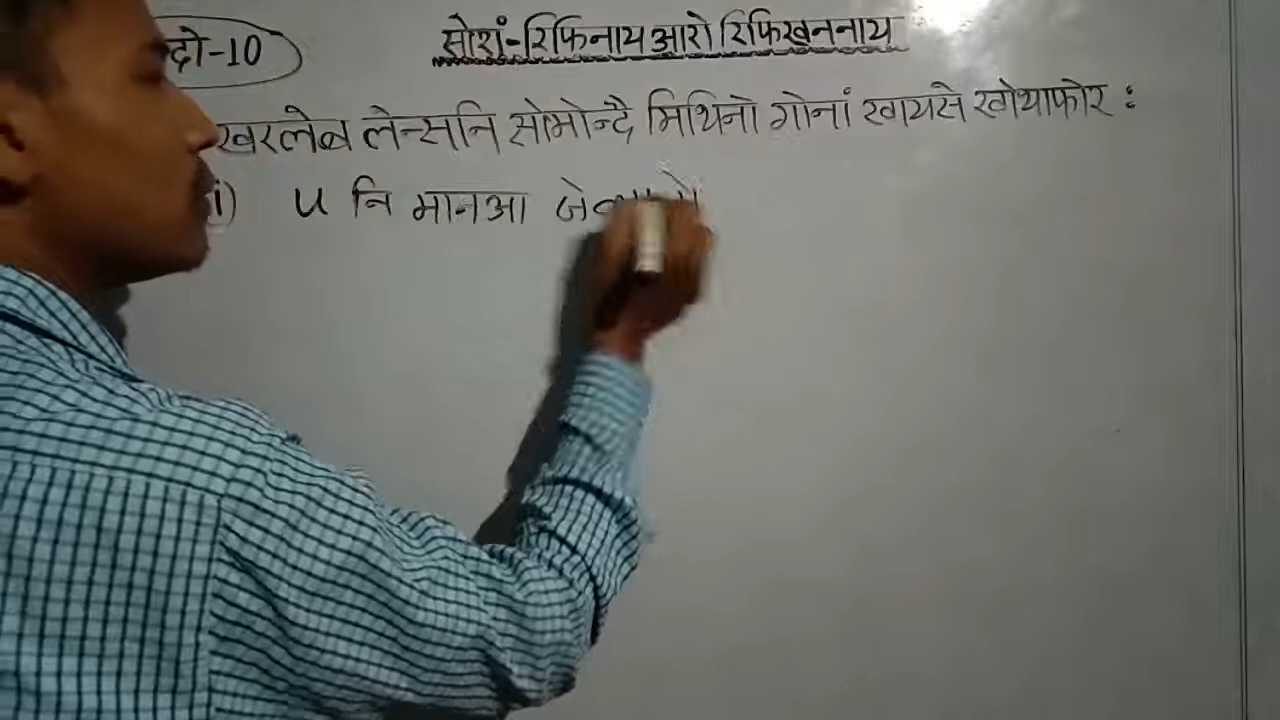 दो-10
सोरां-रिफिनाय आरो रिफिखननाय
खरलेब लेन्सनि सोमोन्दै मिथिनो गोनां खायसे खोथाफोर :
i) u नि मानआ